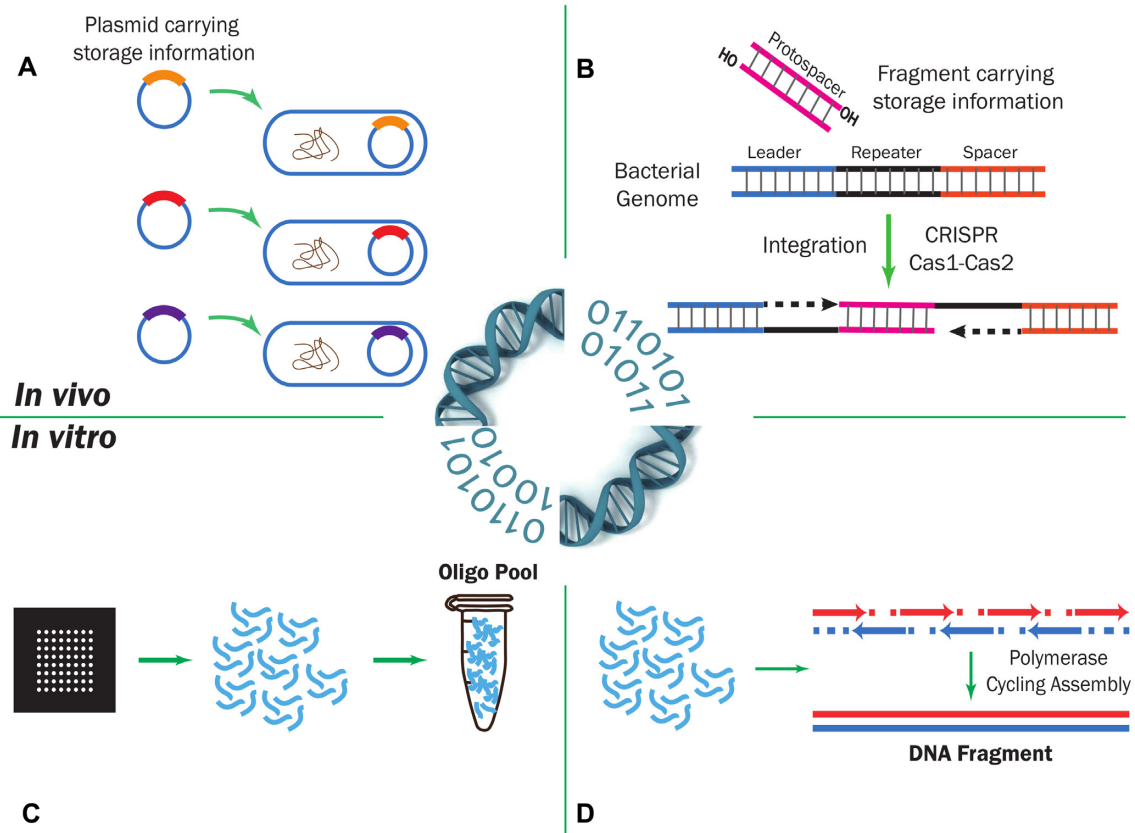 A
Plasmid carrying
storage information
B
HO
Protospacer
OH
Fragment carrying
storage information
Bacterial
Genome
Leader
Repeater
Spacer
Integration
CRISPR
Cas1-Cas2
In vivo
In vitro
0110101
01011
10010
0110101
Oligo Pool
C
D
Polymerase
Cycling Assembly
DNA Fragment